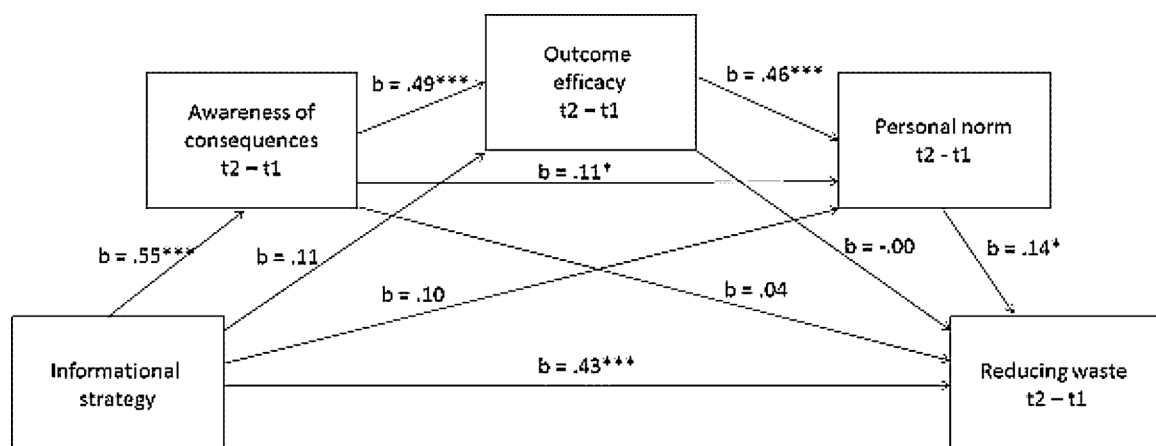 Outcome
efficacy
t2 – t1
b = .49***
b = .46***
Awareness of
consequences
t2 – t1
Personal norm
t2 - t1
b = .11*
b = .55***
b = .11
b = -.00
b = .14*
b = .10
b = .04
Informational
strategy
b = .43***
Reducing waste
t2 – t1